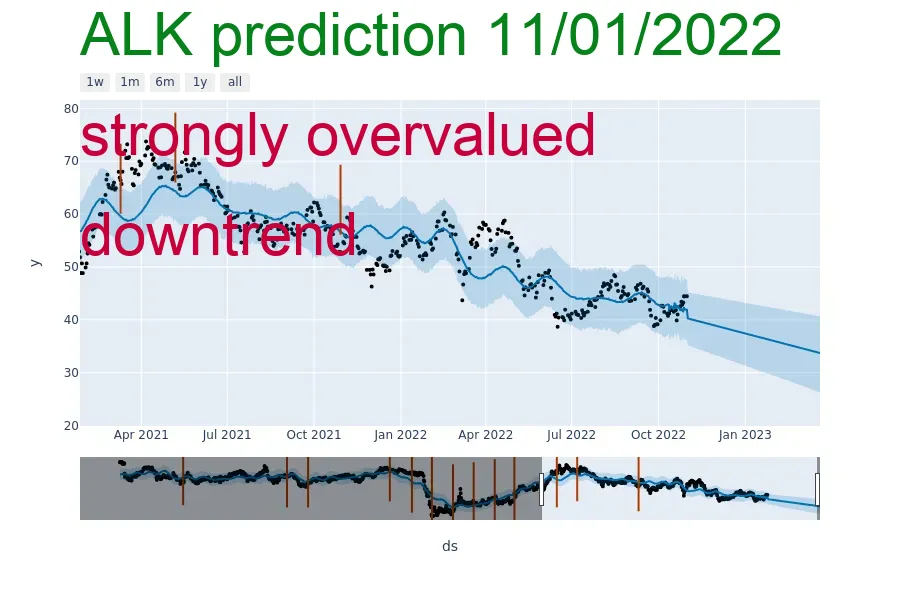 ALK prediction 11/01/2022
1w 1m 6m 1y all
80
strongly overvalued
70
60
downtrend
y
50
40
30
20
Apr 2021 Jul 2021 Oct 2021 Jan 2022 Apr 2022 Jul 2022 Oct 2022 Jan 2023
ds